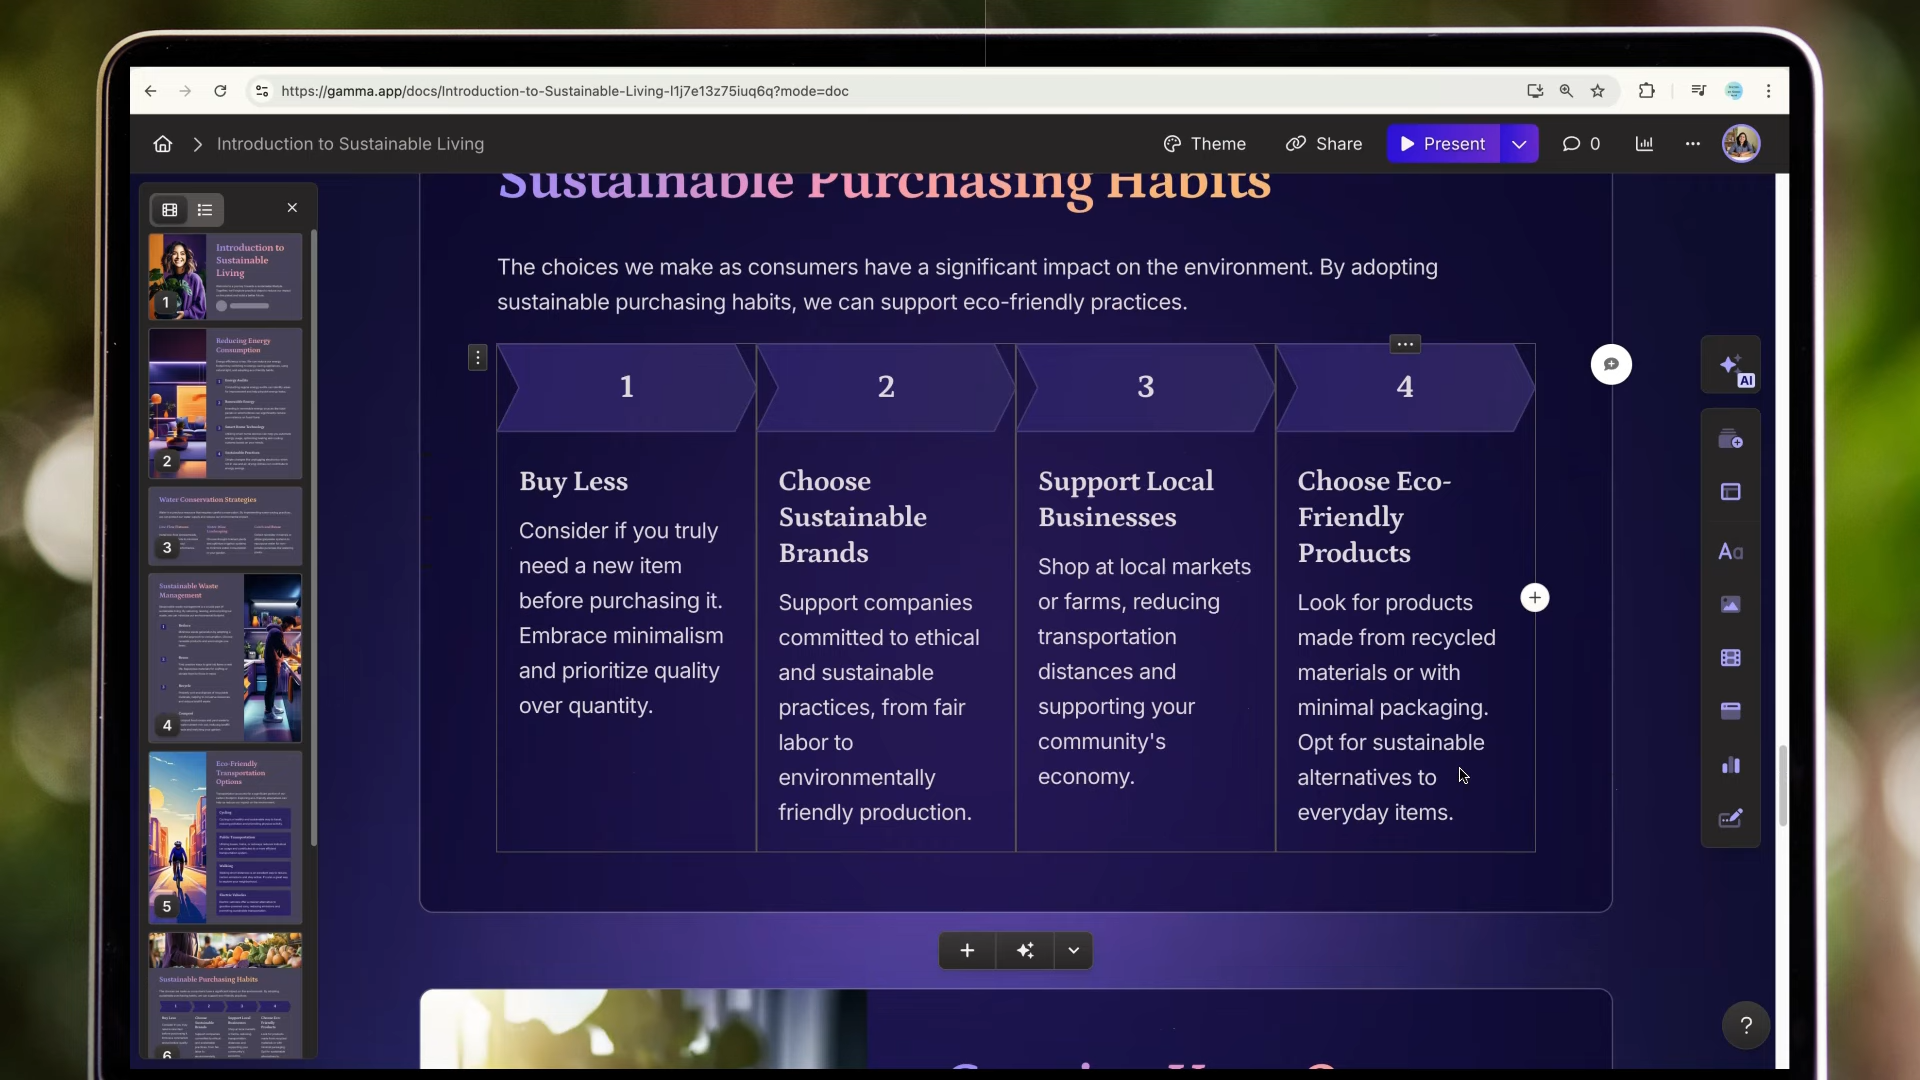 https://gamma.app/docs/Introduction-to-Sustainable-Living-l1j7e13z75iuq6q?mode=doc
Introduction to Sustainable Living
Theme
Share
Present
0
Introduction to
Sustainable
Living
1
Reducing Energy
Consumption
2
Water Conservation Strategies
3
Sustainable Waste
Management
4
Eco-Friendly
Transportation
Options
Cycling
Public Transportation
Walking
Electric Vehicles
5
Sustainable Purchasing Habits
6
Sustainable Purchasing Habits
The choices we make as consumers have a significant impact on the environment. By adopting
sustainable purchasing habits, we can support eco-friendly practices.
1
Buy Less
Consider if you truly
need a new item
before purchasing it.
Embrace minimalism
and prioritize quality
over quantity.
2
Choose
Sustainable
Brands
Support companies
committed to ethical
and sustainable
practices, from fair
labor to
environmentally
friendly production.
3
Support Local
Businesses
Shop at local markets
or farms, reducing
transportation
distances and
supporting your
community's
economy.
4
Choose Eco-
Friendly
Products
Look for products
made from recycled
materials or with
minimal packaging.
Opt for sustainable
alternatives to
everyday items.
AI
Aa
?